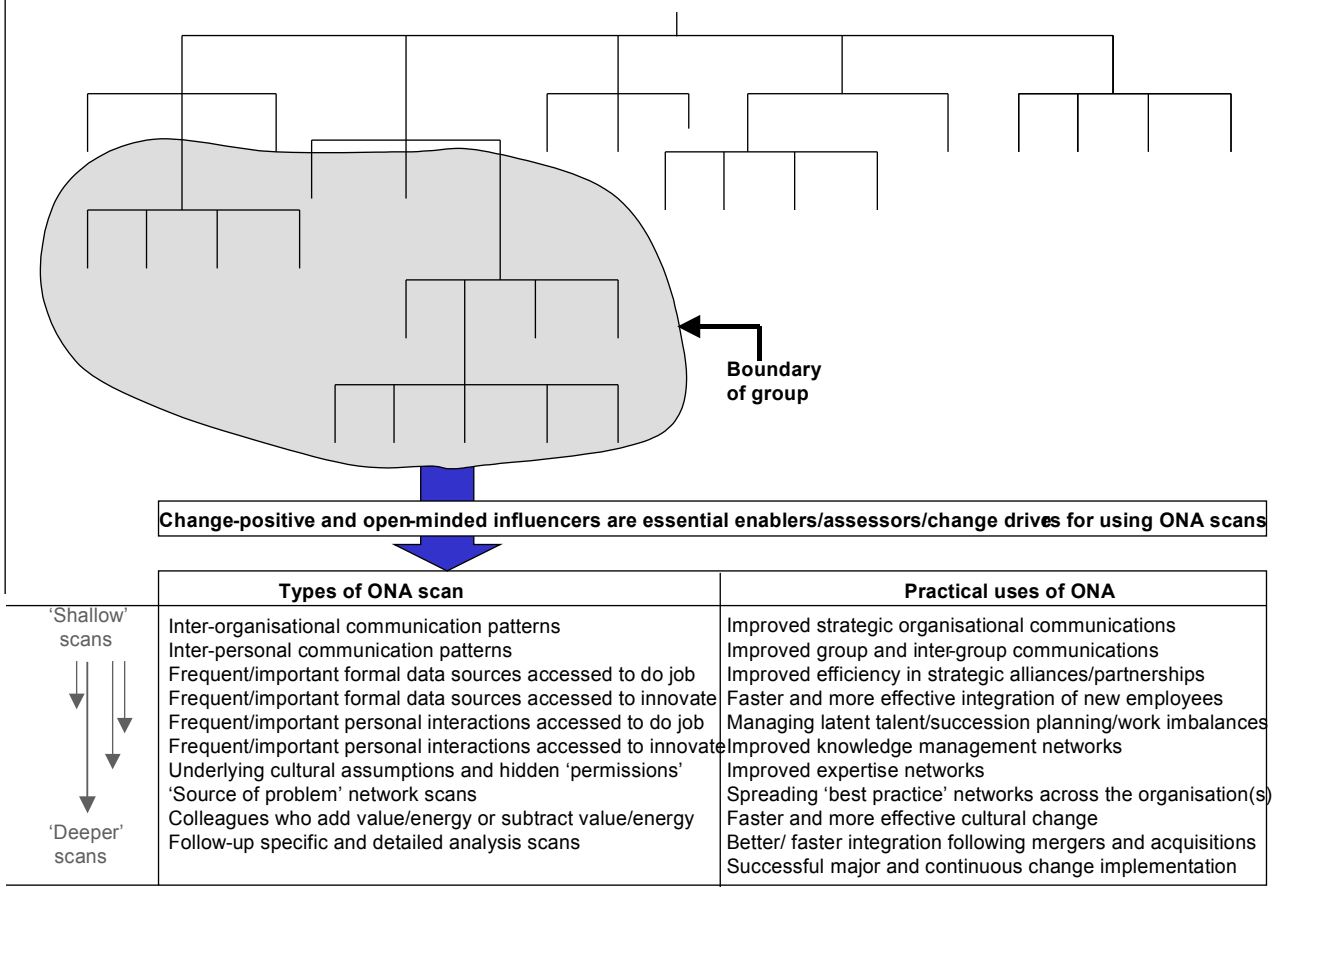 Boundary
of group
Change-positive and open-minded influencers are essential enablers/assessors/change drives for using ONA scans
Types of ONA scan
Practical uses of ONA
‘Shallow’
scans
‘Deeper’
scans
Inter-organisational communication patterns
Inter-personal communication patterns
Frequent/important formal data sources accessed to do job
Frequent/important formal data sources accessed to innovate
Frequent/important personal interactions accessed to do job
Frequent/important personal interactions accessed to innovate
Underlying cultural assumptions and hidden ‘permissions’
‘Source of problem’ network scans
Colleagues who add value/energy or subtract value/energy
Follow-up specific and detailed analysis scans
Improved strategic organisational communications
Improved group and inter-group communications
Improved efficiency in strategic alliances/partnerships
Faster and more effective integration of new employees
Managing latent talent/succession planning/work imbalances
Improved knowledge management networks
Improved expertise networks
Spreading ‘best practice’ networks across the organisation(s)
Faster and more effective cultural change
Better/ faster integration following mergers and acquisitions
Successful major and continuous change implementation